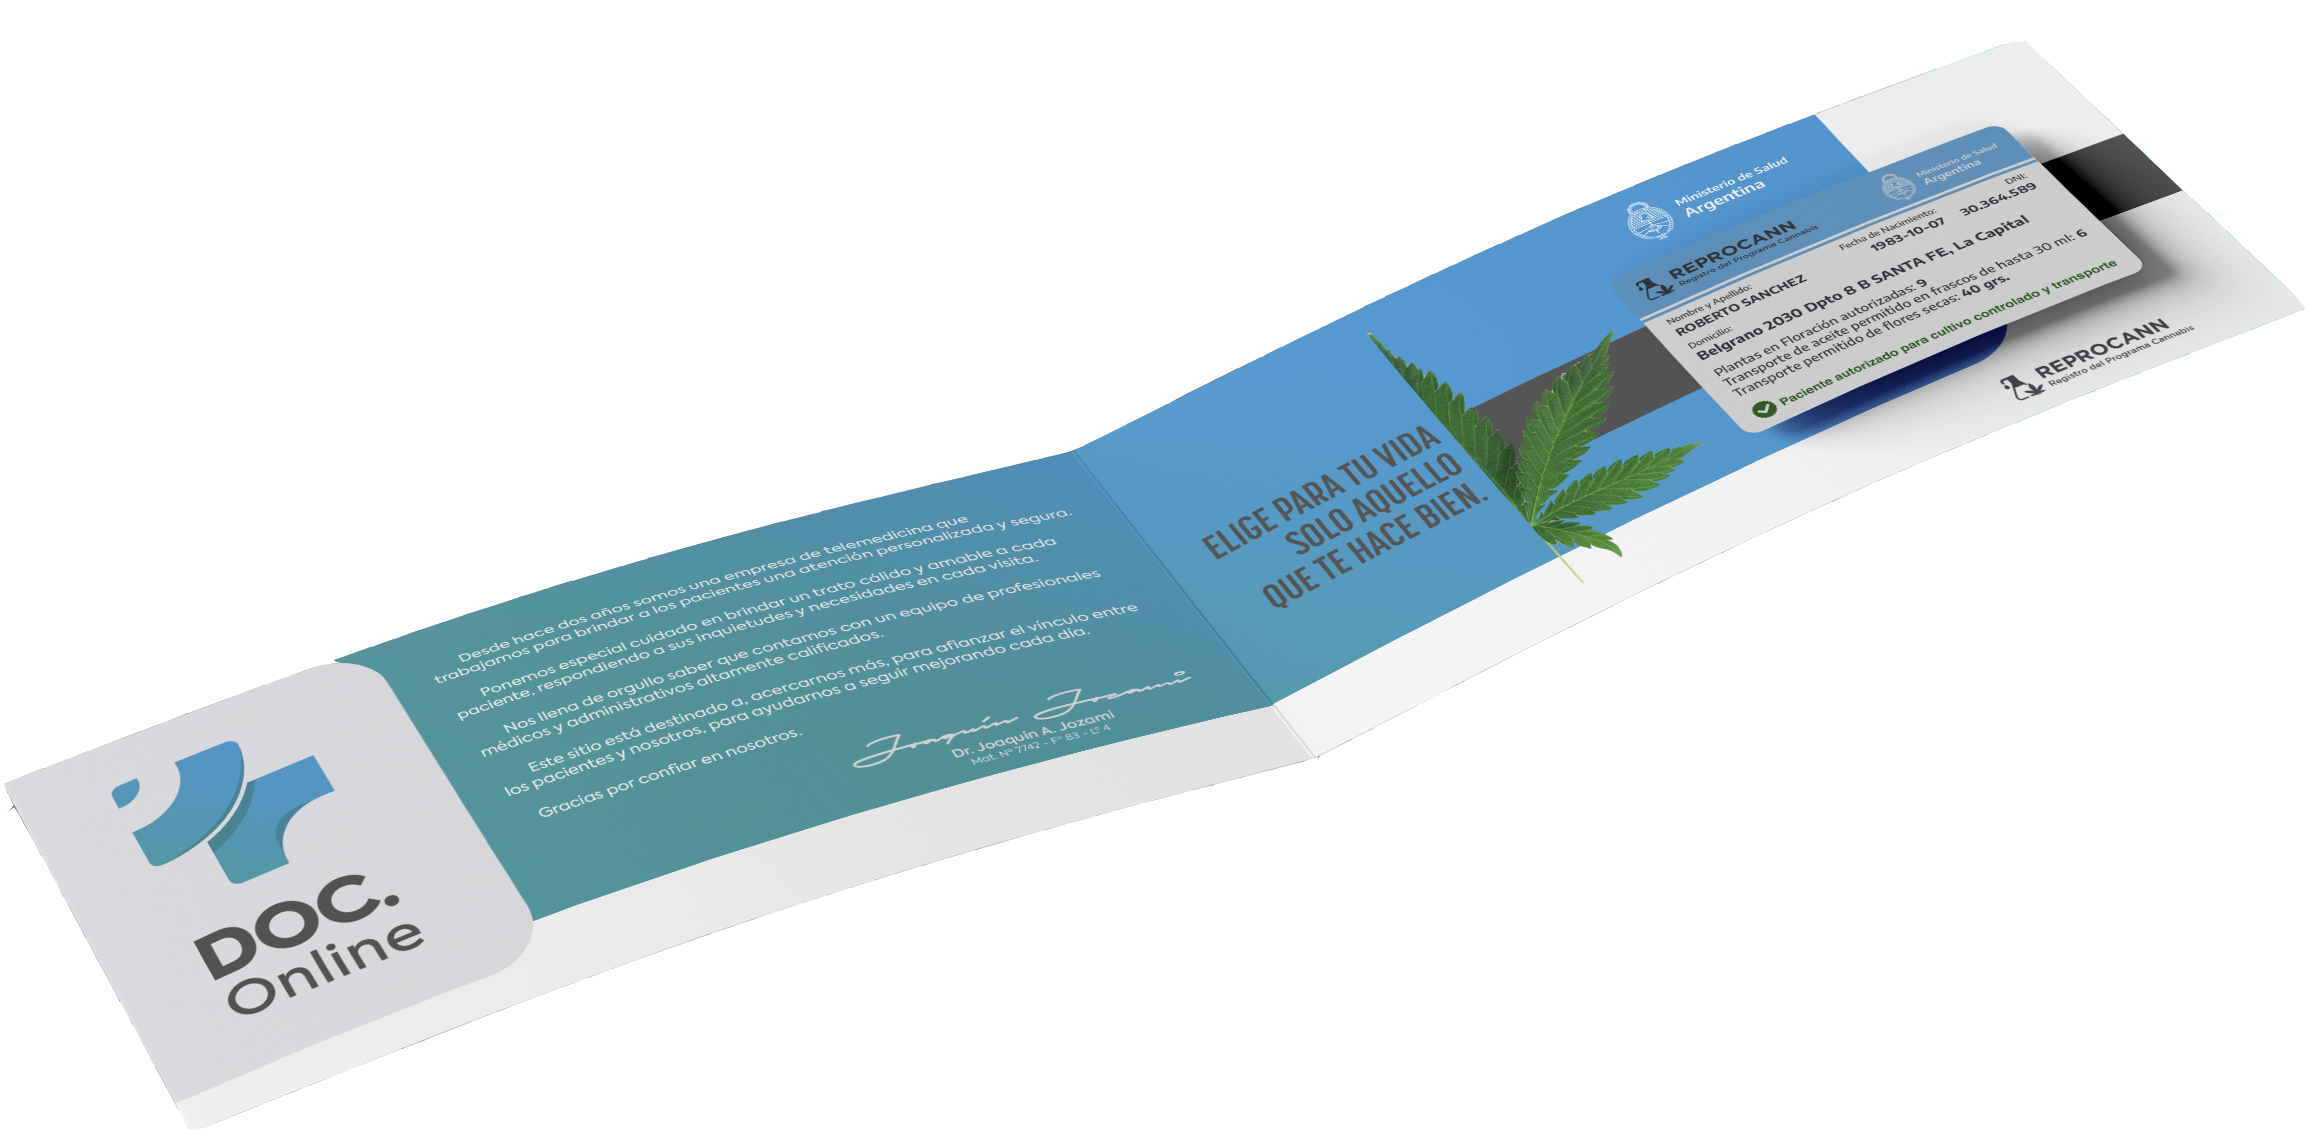 DOC.
Online
Desde hace dos años somos una empresa de telemedicina que
trabajamos para brindar a los pacientes una atención personalizada y segura.
Ponemos especial cuidado en brindar un trato cálido y amable a cada
paciente, respondiendo a sus inquietudes y necesidades en cada visita.
Nos llena de orgullo saber que contamos con un equipo de profesionales
médicos y administrativos altamente calificados.
Este sitio está destinado a, acercarnos más, para afianzar el vínculo entre
los pacientes y nosotros, para ayudarnos a seguir mejorando cada día.
Gracias por confiar en nosotros.
Joaquín Jozami
Dr. Joaquín A. Jozami
Mat. Nº 7742 - Fº 83 - Lº 4
ELIGE PARA TU VIDA
SOLO AQUELLO
QUE TE HACE BIEN.
Ministerio de Salud
Argentina
REPROCANN
Registro del Programa Cannabis
Ministerio de Salud
Argentina
Nombre y Apellido:
ROBERTO SANCHEZ
Fecha de Nacimiento:
1983-10-07
DNI:
30.364.589
Domicilio:
Belgrano 2030 Dpto 8 B SANTA FE, La Capital
Plantas en Floración autorizadas: 9
Transporte de aceite permitido en frascos de hasta 30 ml: 6
Transporte permitido de flores secas: 40 grs.
Paciente autorizado para cultivo controlado y transporte
REPROCANN
Registro del Programa Cannabis